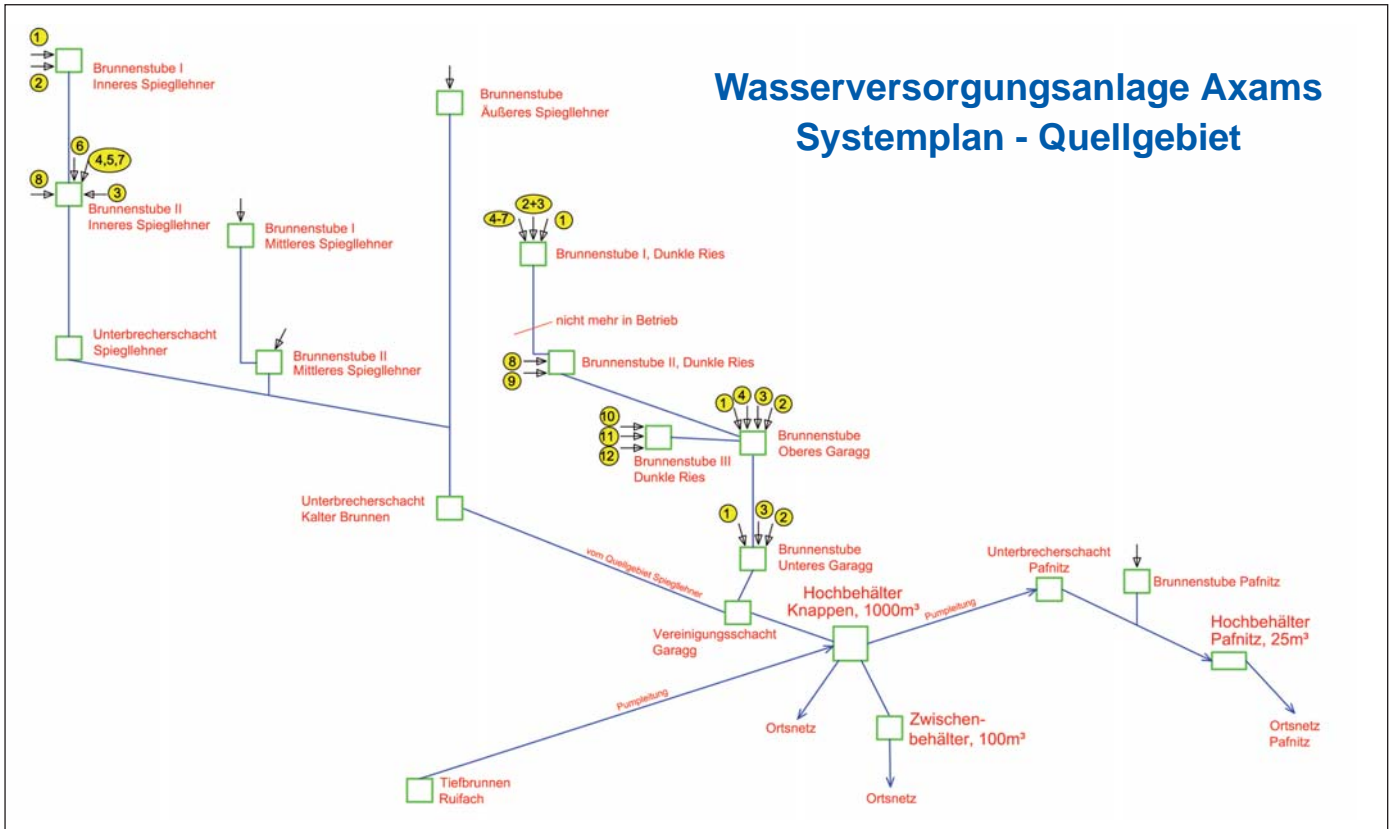 Wasserversorgungsanlage Axams
Systemplan - Quellgebiet
1
2
Brunnenstube I
Inneres Spiegllehner
6
4,5,7
8
3
Brunnenstube II
Inneres Spiegllehner
Unterbrecherschacht
Spiegllehner
Brunnenstube I
Mittleres Spiegllehner
Brunnenstube II
Mittleres Spiegllehner
Brunnenstube
Äußeres Spiegllehner
Unterbrecherschacht
Kalter Brunnen
4-7
2+3
1
Brunnenstube I, Dunkle Ries
nicht mehr in Betrieb
8
9
Brunnenstube II, Dunkle Ries
10
11
12
Brunnenstube III
Dunkle Ries
1
4
3
2
Brunnenstube
Oberes Garagg
1
3
2
Brunnenstube
Unteres Garagg
vom Quellgebiet Spiegllehner
Vereinigungsschacht
Garagg
Hochbehälter
Knappen, 1000m³
Pumpleitung
Unterbrecherschacht
Pafnitz
Brunnenstube Pafnitz
Hochbehälter
Pafnitz, 25m³
Ortsnetz
Pafnitz
Pumpleitung
Tiefbrunnen
Ruifach
Ortsnetz
Zwischen-
behälter, 100m³
Ortsnetz